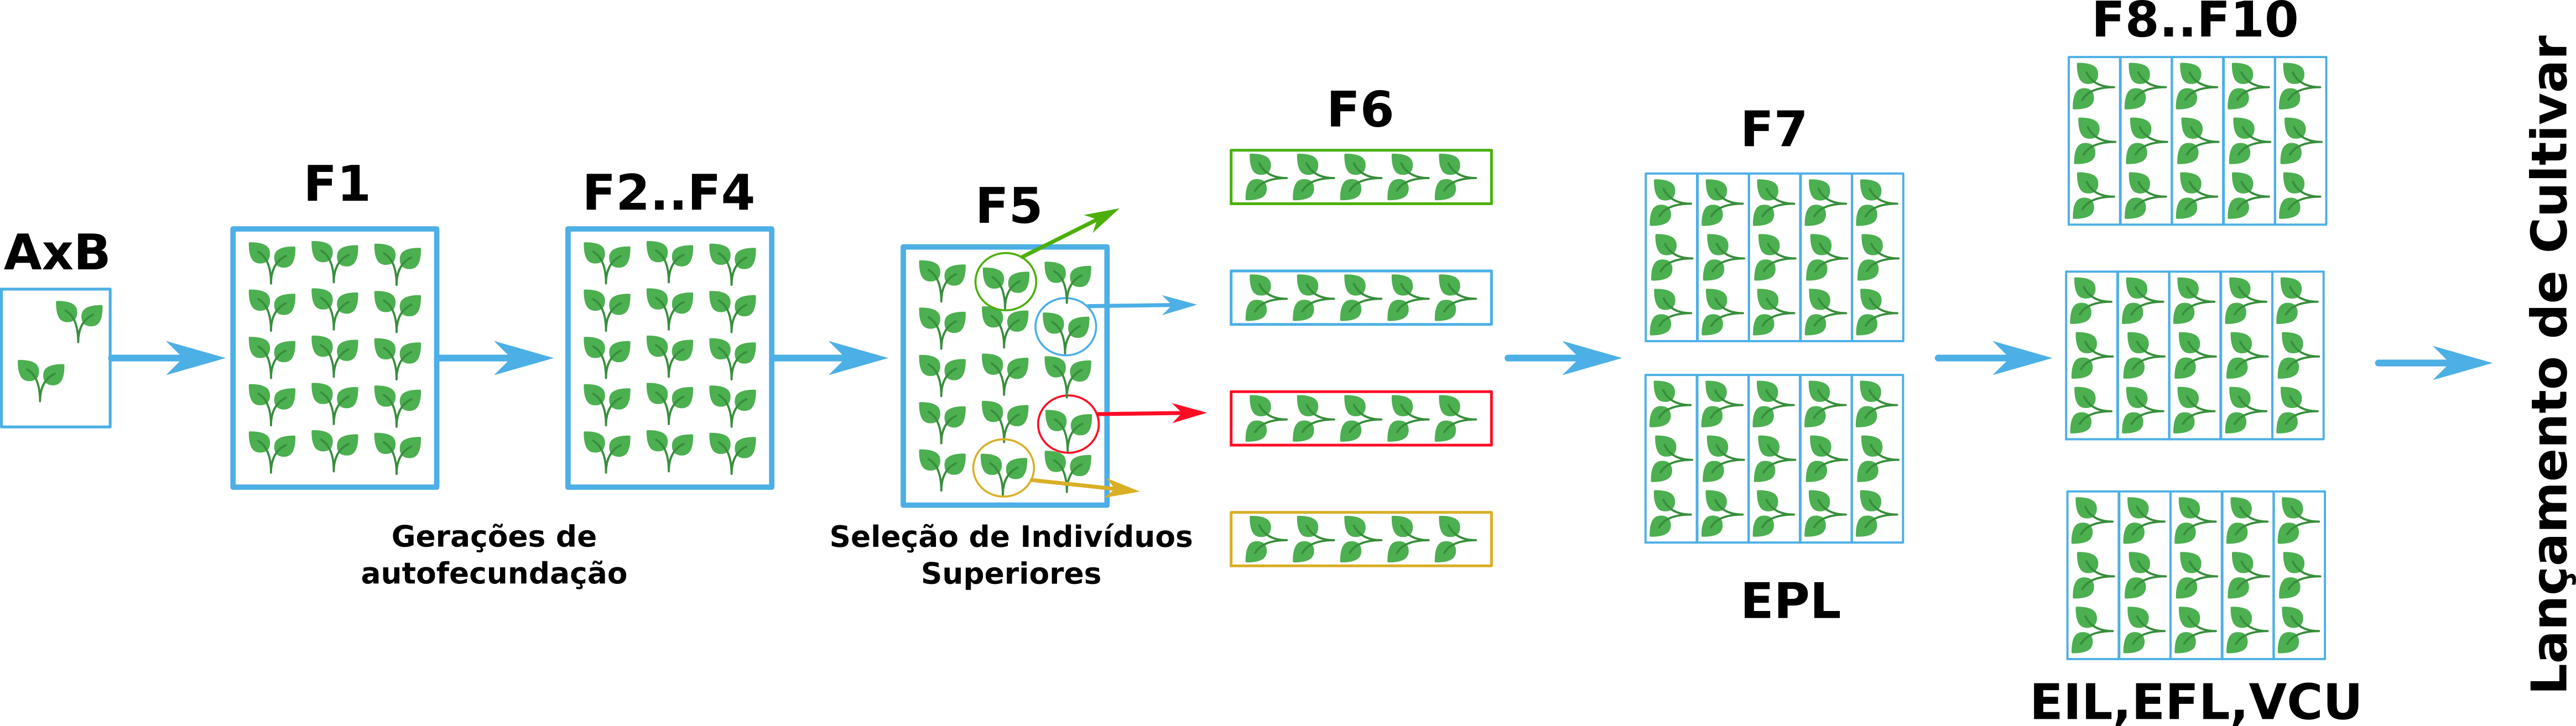 AxB
F1
F2..F4
Gerações de
autofecundação
F5
Seleção de Indivíduos
Superiores
F6
F7
EPL
F8..F10
EIL,EFL,VCU
Lançamento de Cultivar